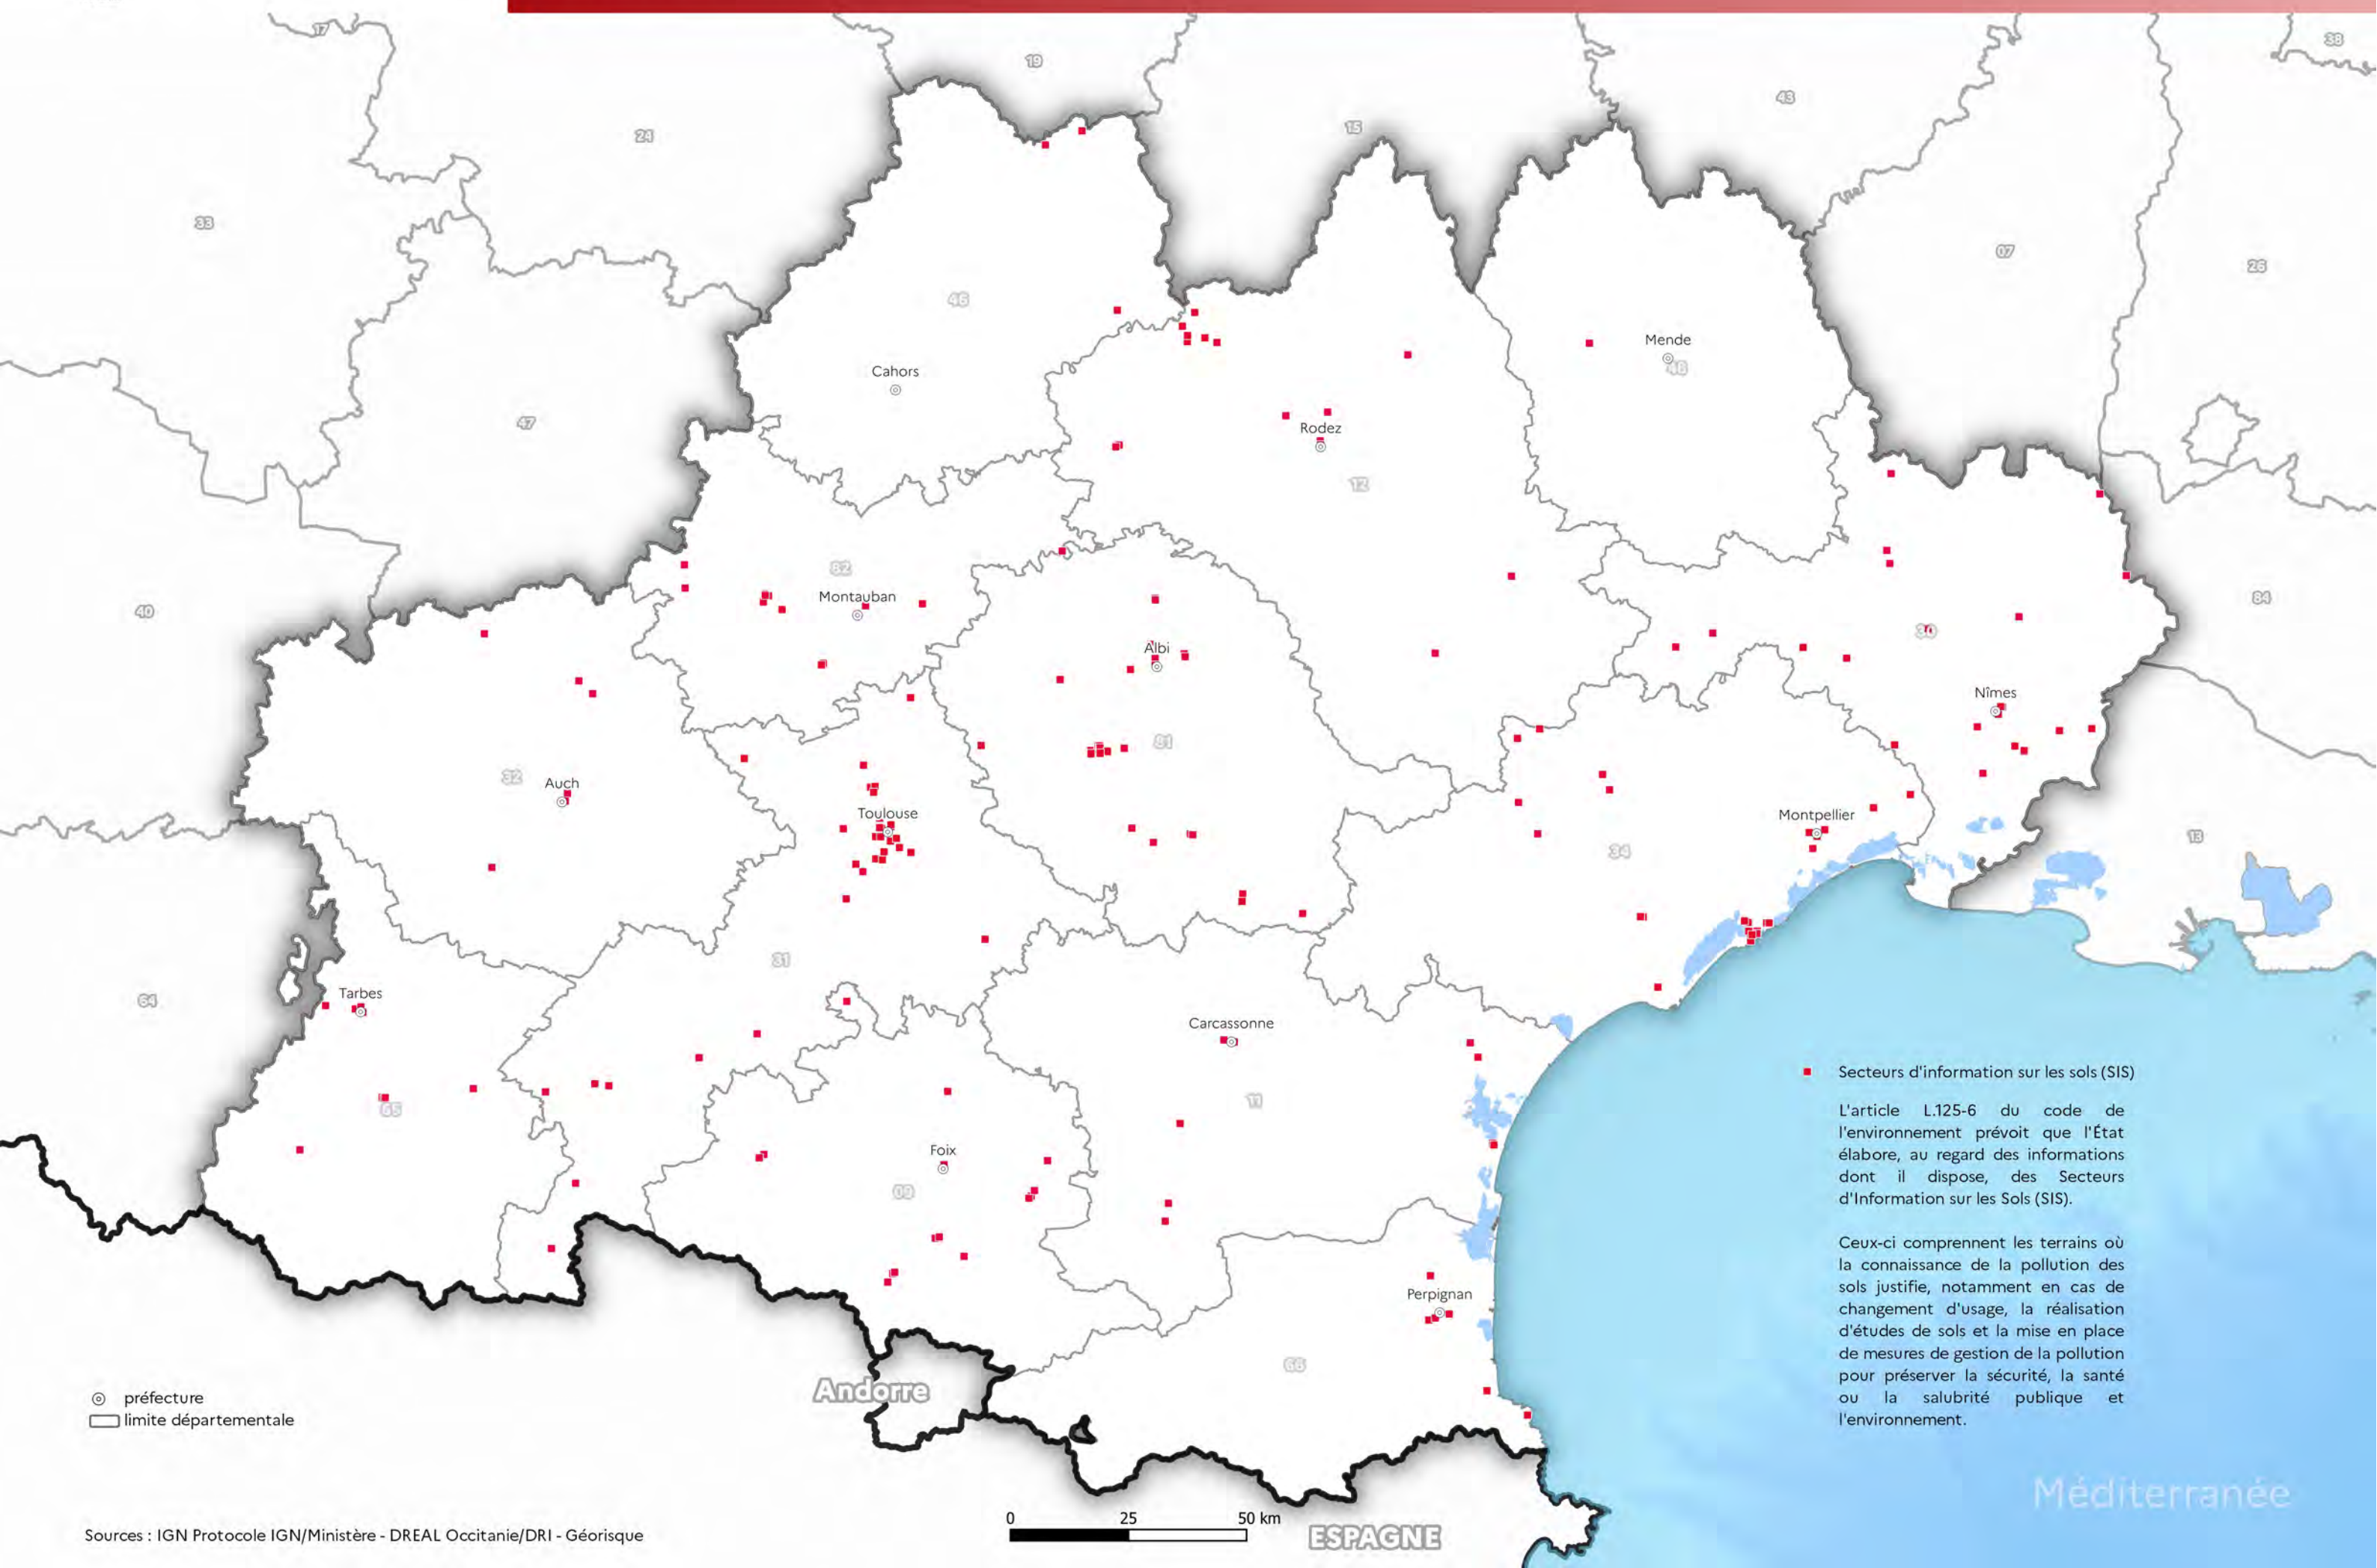 17
19
38
24
15
43
33
07
26
46
Mende
48
Cahors
47
Rodez
12
82
Montauban
40
84
30
Albi
Nîmes
81
32
Auch
Toulouse
Montpellier
13
34
31
64
Tarbes
Carcassonne
65
11
Foix
09
Perpignan
66
Andorre
Secteurs d'information sur les sols (SIS)
L'article L.125-6 du code de
l'environnement prévoit que l'État
élabore, au regard des informations
dont il dispose, des Secteurs
d'Information sur les Sols (SIS).
Ceux-ci comprennent les terrains où
la connaissance de la pollution des
sols justifie, notamment en cas de
changement d'usage, la réalisation
d'études de sols et la mise en place
de mesures de gestion de la pollution
pour préserver la sécurité, la santé
ou la salubrité publique et
l'environnement.
préfecture
limite départementale
Méditerranée
0 25 50 km
Sources : IGN Protocole IGN/Ministère - DREAL Occitanie/DRI - Géorisque
ESPAGNE